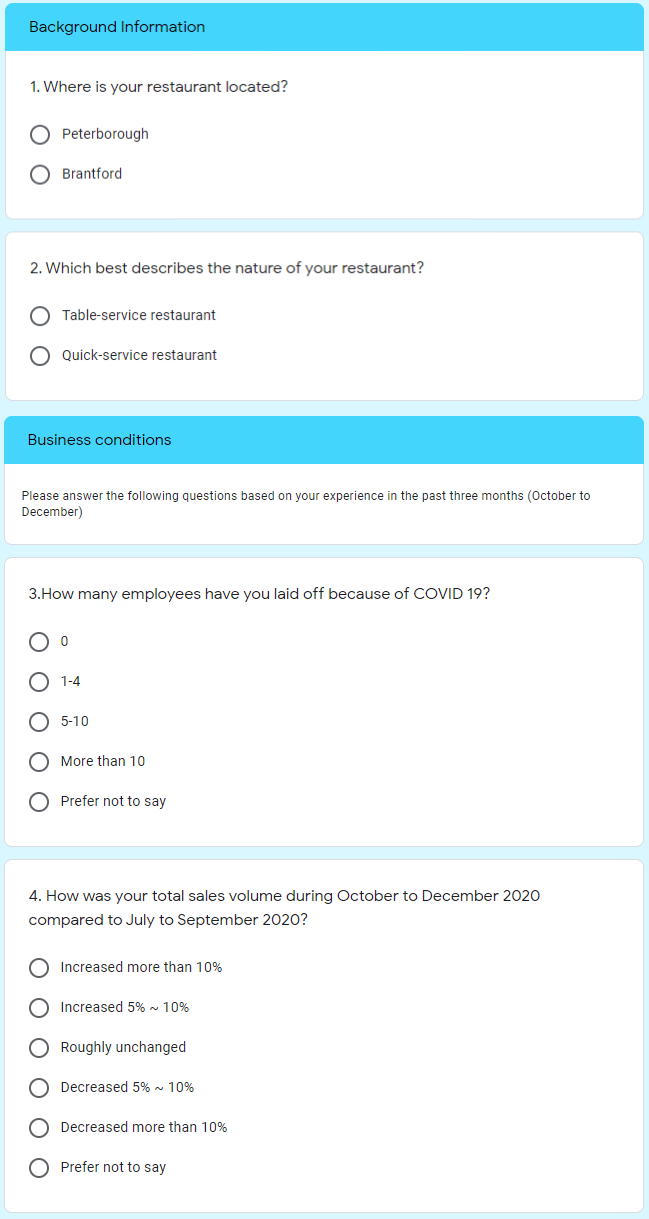 Background Information
1. Where is your restaurant located?
Peterborough
Brantford
2. Which best describes the nature of your restaurant?
Table-service restaurant
Quick-service restaurant
Business conditions
Please answer the following questions based on your experience in the past three months (October to
December)
3.How many employees have you laid off because of COVID 19?
0
1-4
5-10
More than 10
Prefer not to say
4. How was your total sales volume during October to December 2020
compared to July to September 2020?
Increased more than 10%
Increased 5% ~ 10%
Roughly unchanged
Decreased 5% ~ 10%
Decreased more than 10%
Prefer not to say